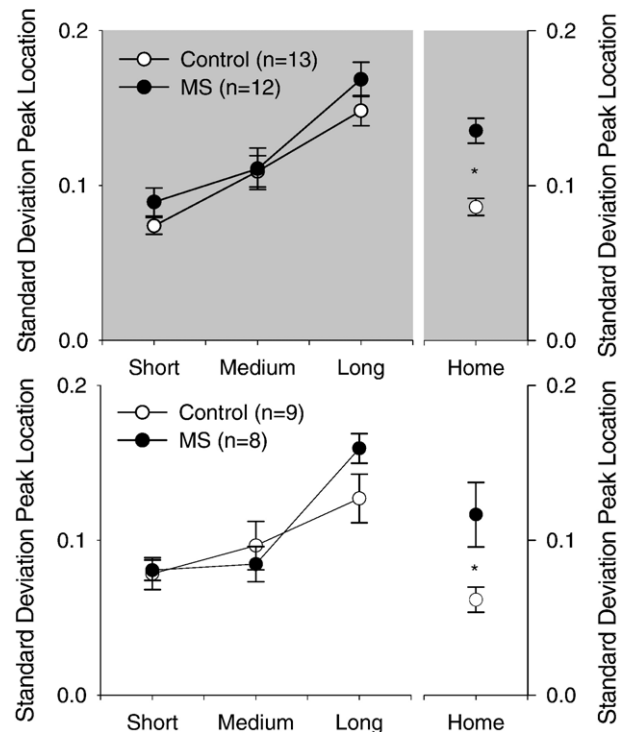 Standard Deviation Peak Location
0.2
0.1
0.0
Control (n=13)
MS (n=12)
Short Medium Long
*
Home
0.2
0.1
0.0
Standard Deviation Peak Location
Standard Deviation Peak Location
0.2
0.1
0.0
Control (n=9)
MS (n=8)
Short Medium Long
*
Home
0.2
0.1
0.0
Standard Deviation Peak Location